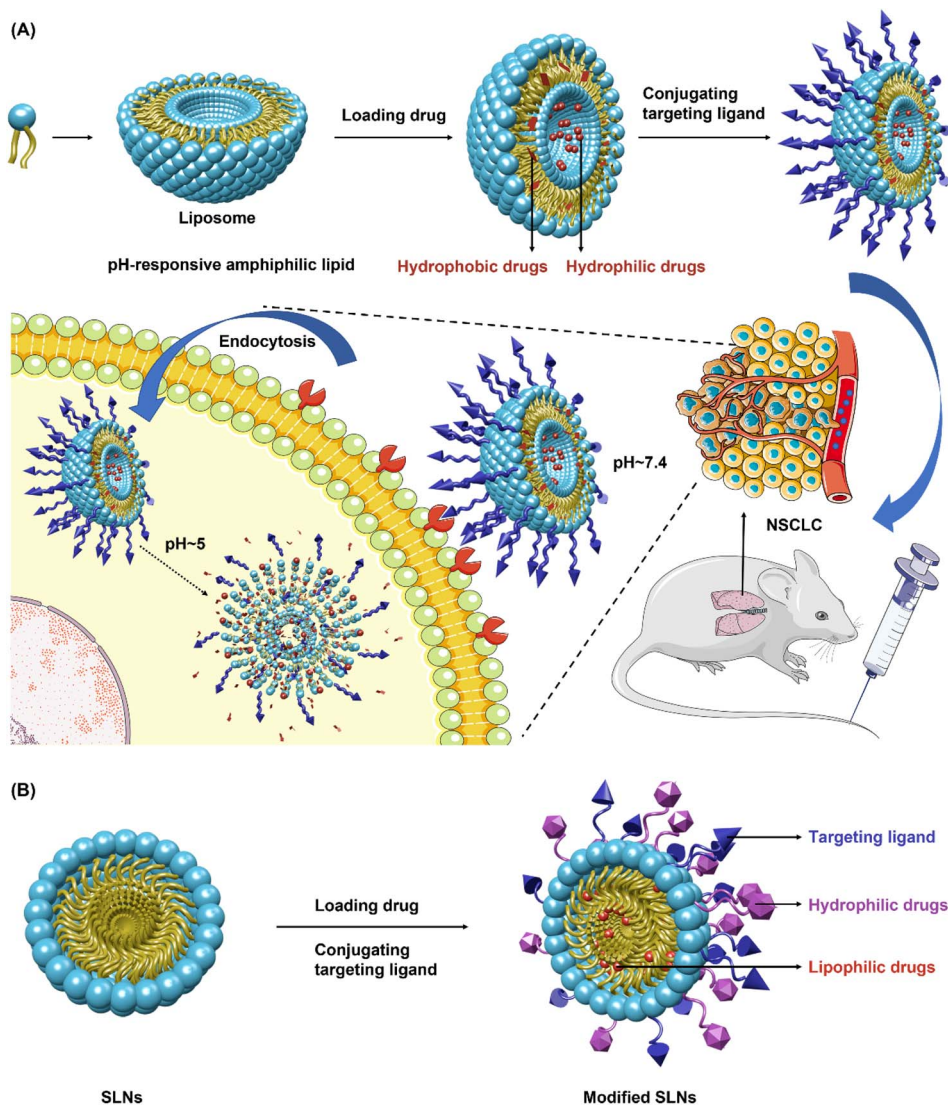 (A)
Loading drug
Conjugating
targeting ligand
Liposome
pH-responsive amphiphilic lipid
Hydrophobic drugs
Hydrophilic drugs
Endocytosis
pH~7.4
pH~5
NSCLC
(B)
Loading drug
Conjugating
targeting ligand
Targeting ligand
Hydrophilic drugs
Lipophilic drugs
SLNs
Modified SLNs